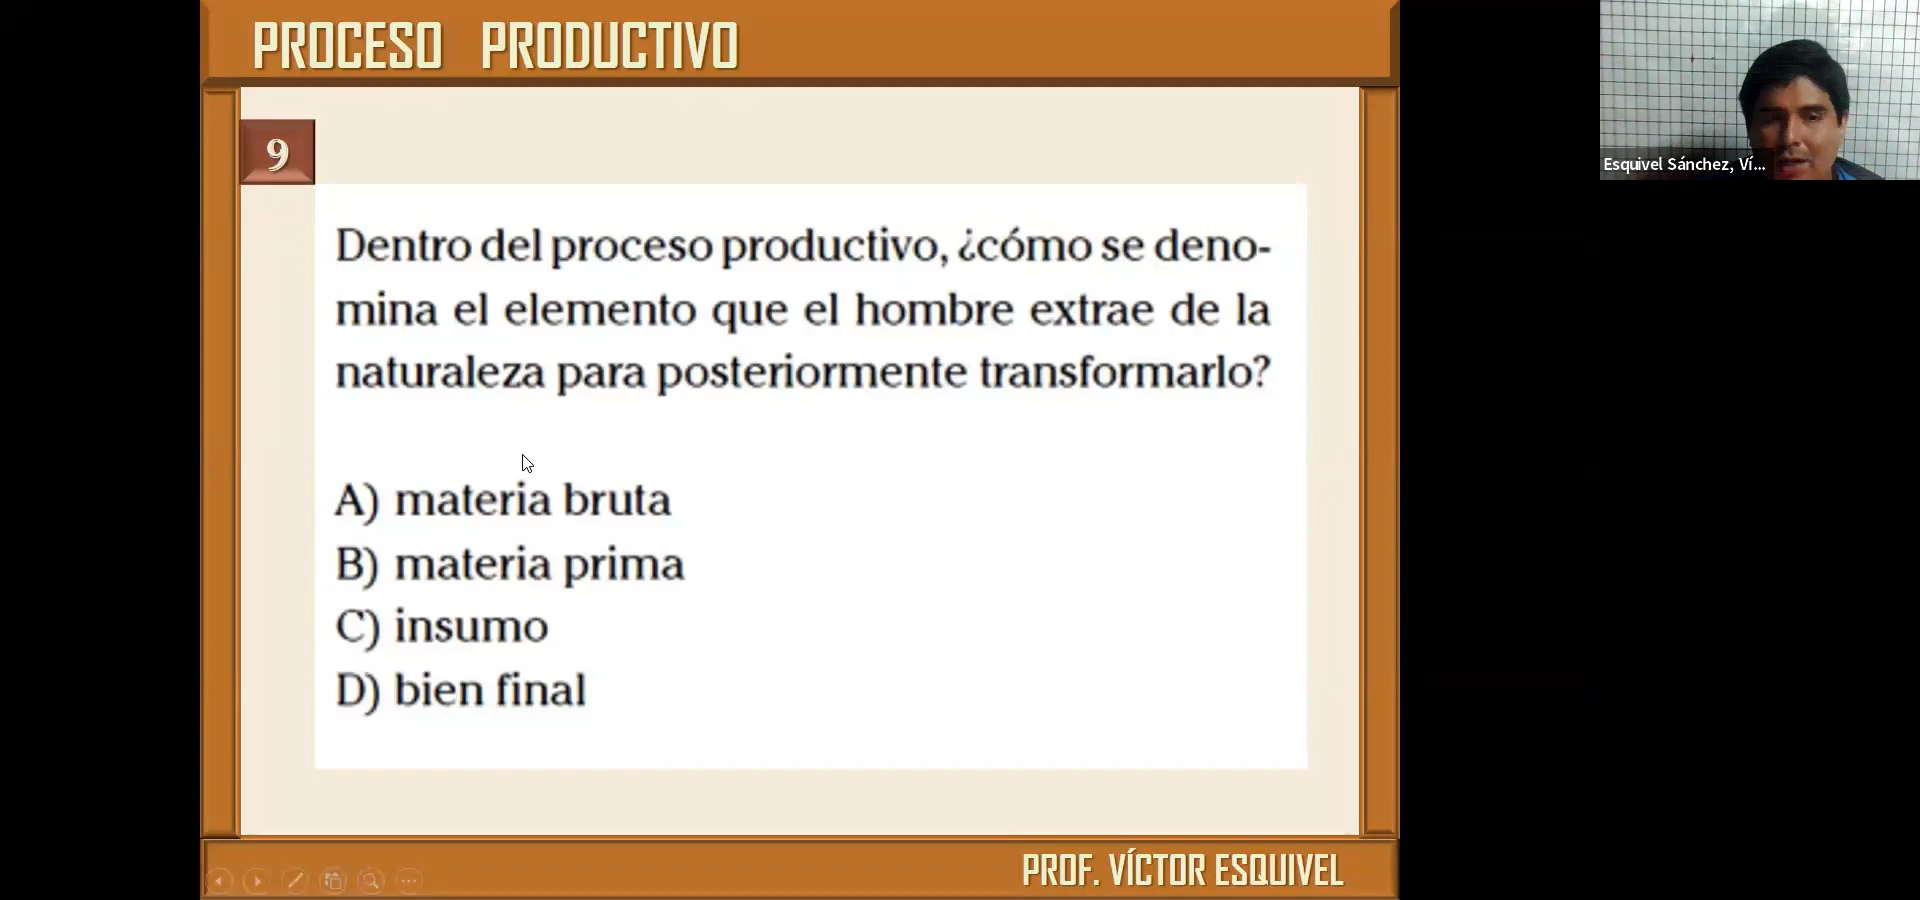 PROCESO PRODUCTIVO
Esquivel Sánchez, Ví...
9
Dentro del proceso productivo, ¿cómo se deno-
mina el elemento que el hombre extrae de la
naturaleza para posteriormente transformarlo?
A) materia bruta
B) materia prima
C) insumo
D) bien final
PROF. VÍCTOR ESQUIVEL